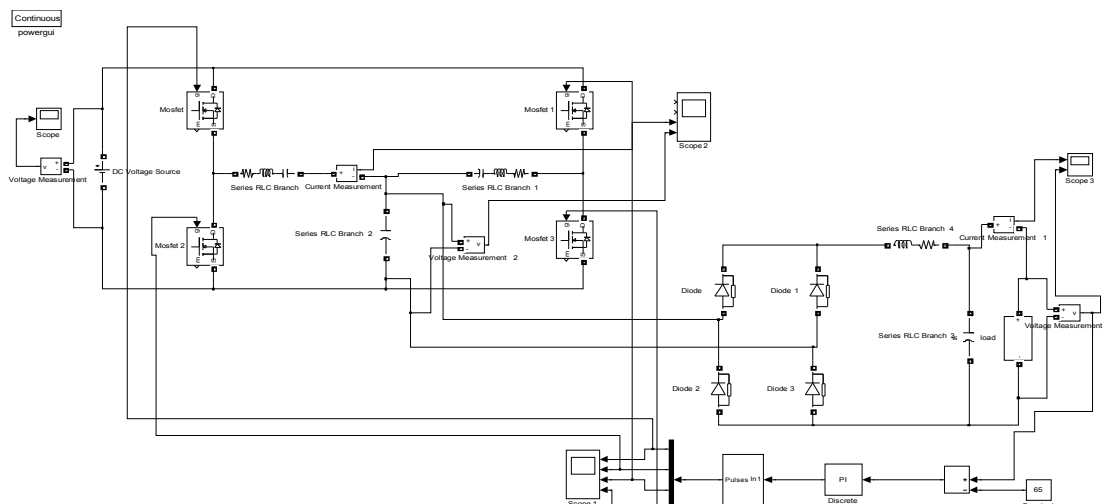 Continuous
powergui
Mosfet
Mosfet 1
Scope
Scope 2
Voltage Measurement
DC Voltage Source
Series RLC Branch
Current Measurement
Series RLC Branch 1
Scope 3
Mosfet 2
Series RLC Branch 2
Mosfet 3
Voltage Measurement 2
Series RLC Branch 4
Current Measurement 1
Diode
Diode 1
Voltage Measurement
Series RLC Branch 3
load
Diode 2
Diode 3
Pulses In1
PI
Discrete
65
Scope 1